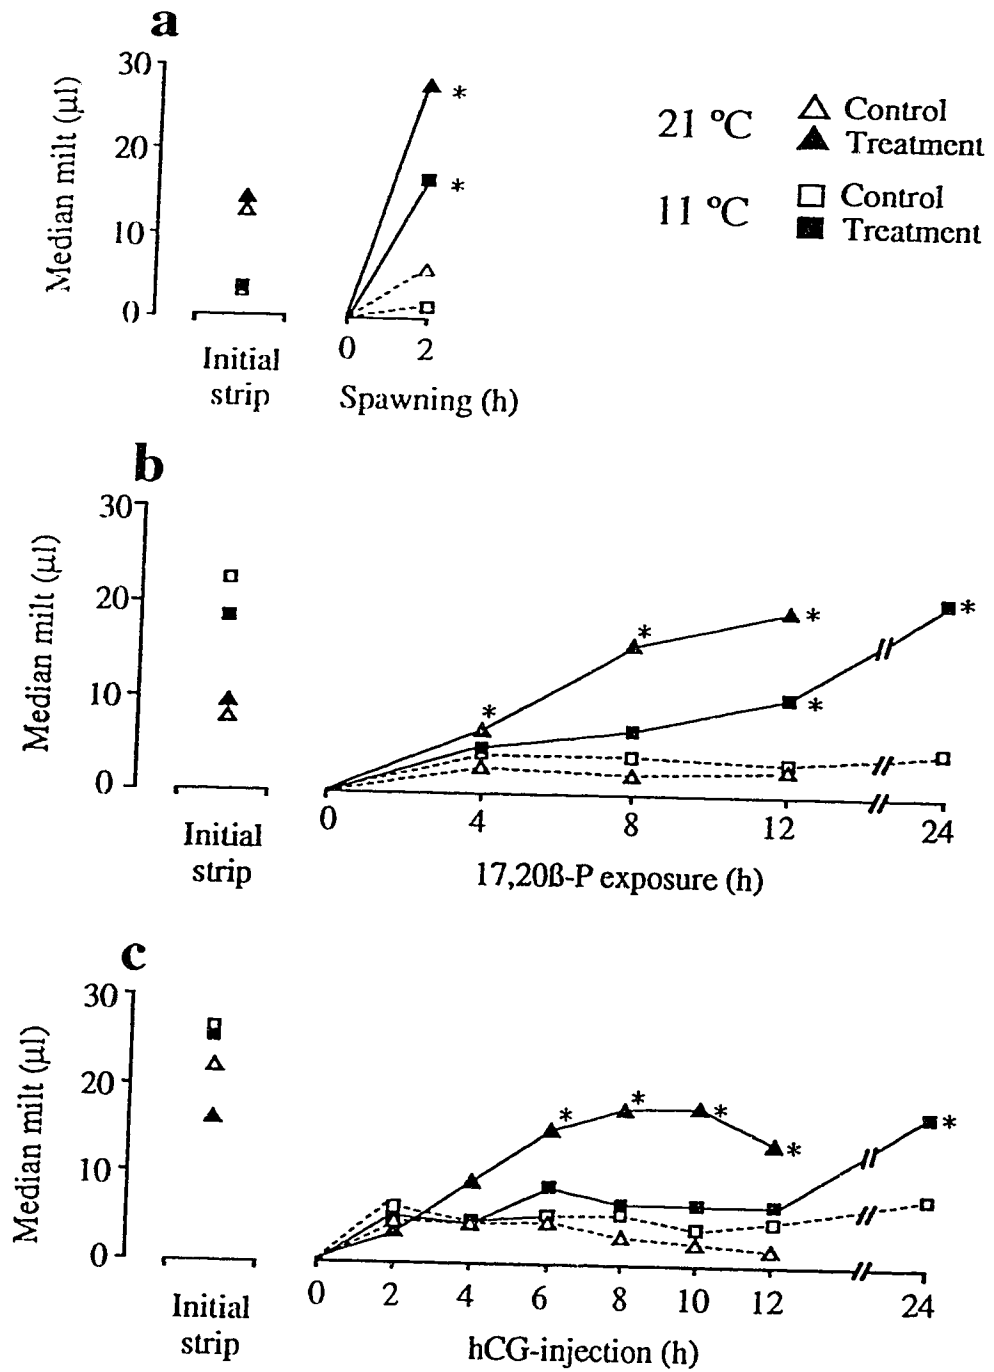 a
30
20
10
0
Median milt (µl)
Initial
strip
0 2
Spawning (h)
21 °C
Control
Treatment
11 °C
Control
Treatment
*
*
b
30
20
10
0
Median milt (µl)
Initial
strip
0 4 8 12 24
17,20ß-P exposure (h)
* * * * *
c
30
20
10
0
Median milt (µl)
Initial
strip
0 2 4 6 8 10 12 24
hCG-injection (h)
* * * * *